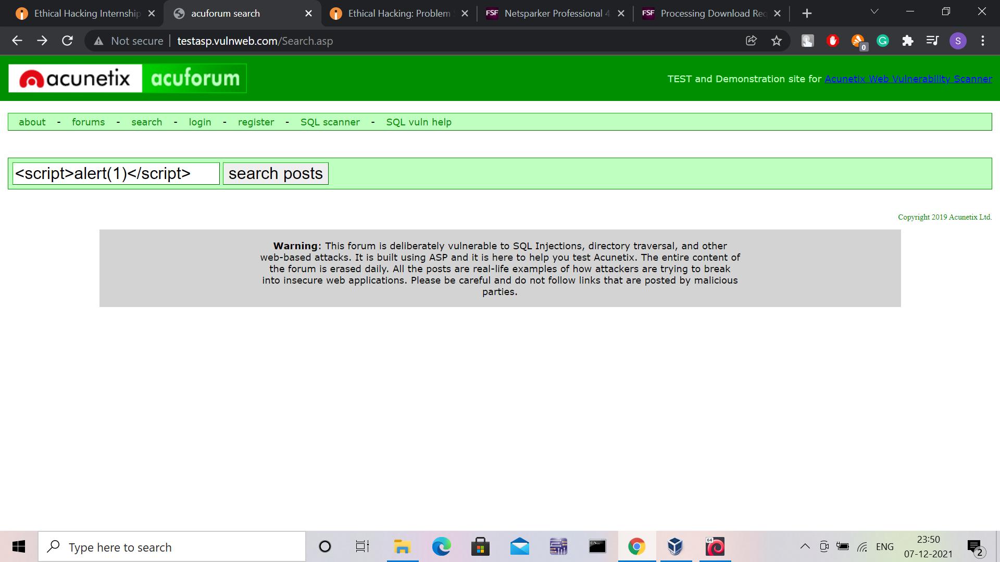 Ethical Hacking Internship
acuforum search
Ethical Hacking: Problem
FSF
Netsparker Professional 4
FSF
Processing Download Req
Not secure
testasp.vulnweb.com/Search.asp
0
S
acunetix acuforum
TEST and Demonstration site for Acunetix Web Vulnerability Scanner
about - forums - search - login - register - SQL scanner - SQL vuln help
<script>alert(1)</script>
search posts
Copyright 2019 Acunetix Ltd.
Warning: This forum is deliberately vulnerable to SQL Injections, directory traversal, and other
web-based attacks. It is built using ASP and it is here to help you test Acunetix. The entire content of
the forum is erased daily. All the posts are real-life examples of how attackers are trying to break
into insecure web applications. Please be careful and do not follow links that are posted by malicious
parties.
Type here to search
64
ENG
23:50
07-12-2021
2